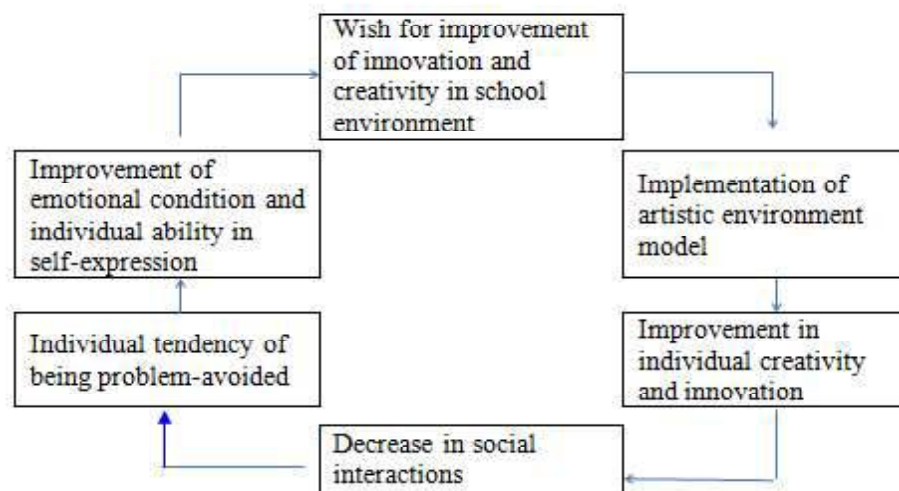 Wish for improvement
of innovation and
creativity in school
environment
Improvement of
emotional condition and
individual ability in
self-expression
Implementation of
artistic environment
model
Individual tendency of
being problem-avoided
Improvement in
individual creativity
and innovation
Decrease in social
interactions